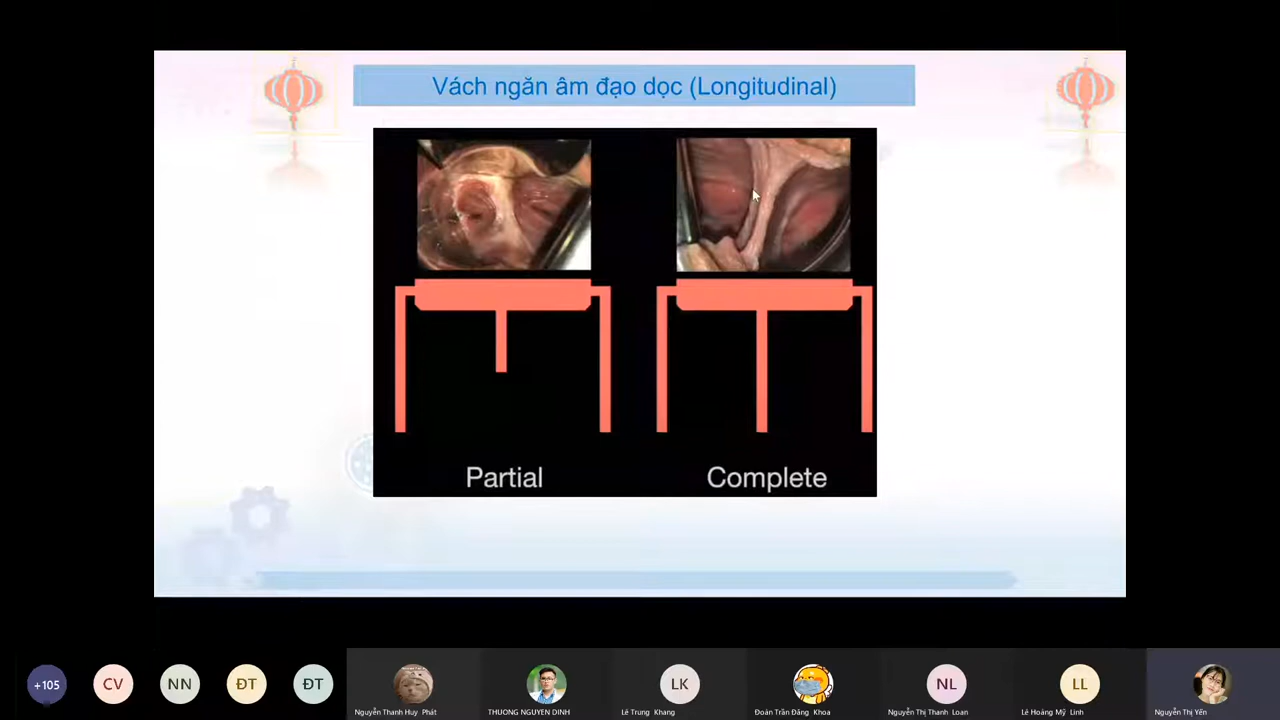 Vách ngăn âm đạo dọc (Longitudinal)
Partial
Complete
+105
CV
NN
ĐT
ĐT
Nguyễn Thanh Huy Phát
THUONG NGUYEN DINH
LK
Lê Trung Khang
Đoàn Trần Đăng Khoa
NL
Nguyễn Thị Thanh Loan
LL
Lê Hoàng Mỹ Linh
Nguyễn Thị Yến